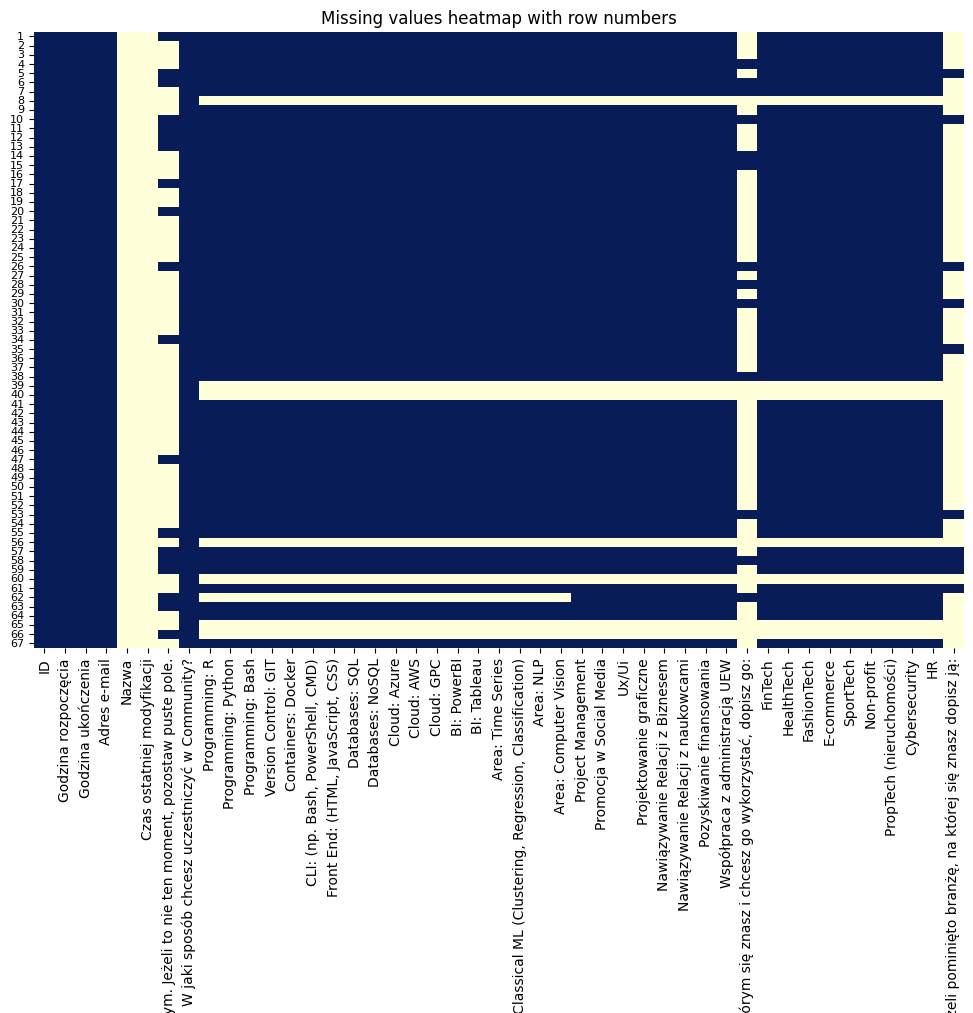 Missing values heatmap with row numbers
1
2
3
4
5
6
7
8
9
10
11
12
13
14
15
16
17
18
19
20
21
22
23
24
25
26
27
28
29
30
31
32
33
34
35
36
37
38
39
40
41
42
43
44
45
46
47
48
49
50
51
52
53
54
55
56
57
58
59
60
61
62
63
64
65
66
67
ID
Godzina rozpoczęcia
Godzina ukończenia
Adres e-mail
Nazwa
Czas ostatniej modyfikacji
ym. Jeżeli to nie ten moment, pozostaw puste pole.
W jaki sposób chcesz uczestniczyć w Community?
Programming: R
Programming: Python
Programming: Bash
Version Control: GIT
Containers: Docker
CLI: (np. Bash, PowerShell, CMD)
Front End: (HTML, JavaScript, CSS)
Databases: SQL
Databases: NoSQL
Cloud: Azure
Cloud: AWS
Cloud: GPC
BI: PowerBI
BI: Tableau
Area: Time Series
Classical ML (Clustering, Regression, Classification)
Area: NLP
Area: Computer Vision
Project Management
Promocja w Social Media
Ux/Ui
Projektowanie graficzne
Nawiązywanie Relacji z Biznesem
Nawiązywanie Relacji z naukowcami
Pozyskiwanie finansowania
Współpraca z administracją UEW
órym się znasz i chcesz go wykorzystać, dopisz go:
FinTech
HealthTech
FashionTech
E-commerce
SportTech
Non-profit
PropTech (nieruchomości)
Cybersecurity
HR
żeli pominięto branżę, na której się znasz dopisz ją: